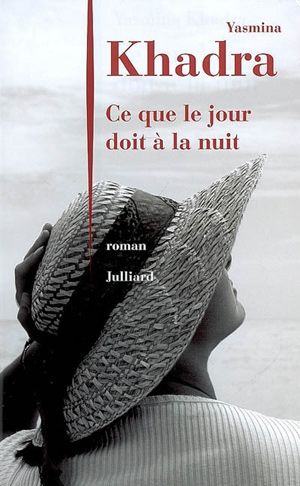 Yasmina
Khadra
Ce que le jour
doit à la nuit
roman
Julliard